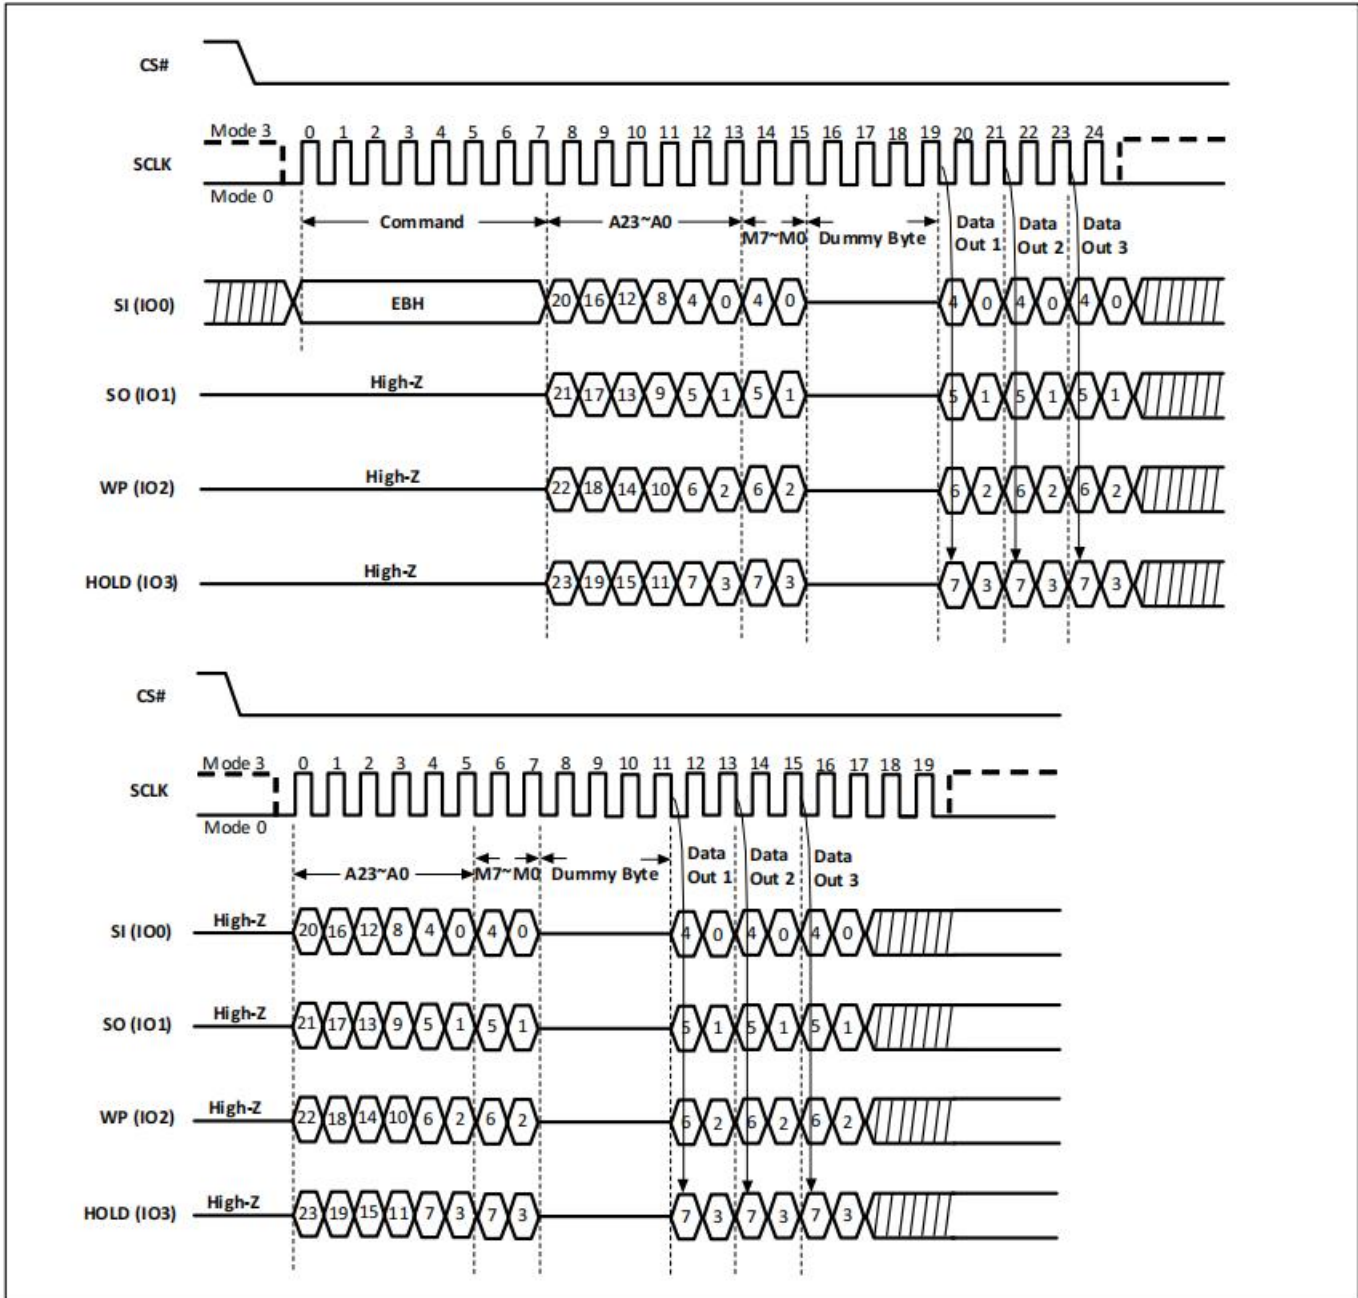 CS#
Mode 3 0 1 2 3 4 5 6 7 8 9 10 11 12 13 14 15 16 17 18 19 20 21 22 23 24
SCLK
Mode 0
Command A23~A0 M7~M0 Dummy Byte Data Out 1 Data Out 2 Data Out 3
SI (IO0) EBH 20 16 12 8 4 0 4 0 4 0 4 0 4 0
SO (IO1) High-Z 21 17 13 9 5 1 5 1 5 1 5 1 5 1
WP (IO2) High-Z 22 18 14 10 6 2 6 2 6 2 6 2 6 2
HOLD (IO3) High-Z 23 19 15 11 7 3 7 3 7 3 7 3 7 3
CS#
Mode 3 0 1 2 3 4 5 6 7 8 9 10 11 12 13 14 15 16 17 18 19
SCLK
Mode 0
A23~A0 M7~M0 Dummy Byte Data Out 1 Data Out 2 Data Out 3
SI (IO0) High-Z 20 16 12 8 4 0 4 0 4 0 4 0 4 0
SO (IO1) High-Z 21 17 13 9 5 1 5 1 5 1 5 1 5 1
WP (IO2) High-Z 22 18 14 10 6 2 6 2 6 2 6 2 6 2
HOLD (IO3) High-Z 23 19 15 11 7 3 7 3 7 3 7 3 7 3